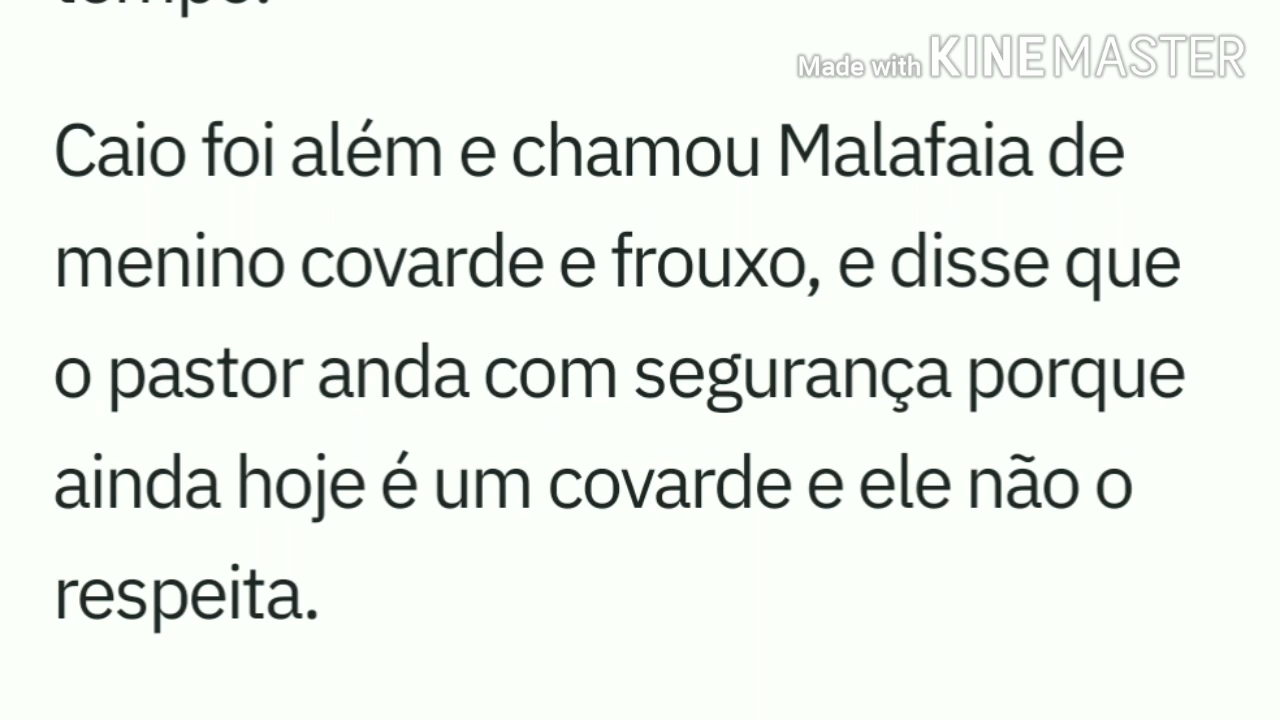 Made with KINEMASTER
Caio foi além e chamou Malafaia de
menino covarde e frouxo, e disse que
o pastor anda com segurança porque
ainda hoje é um covarde e ele não o
respeita.